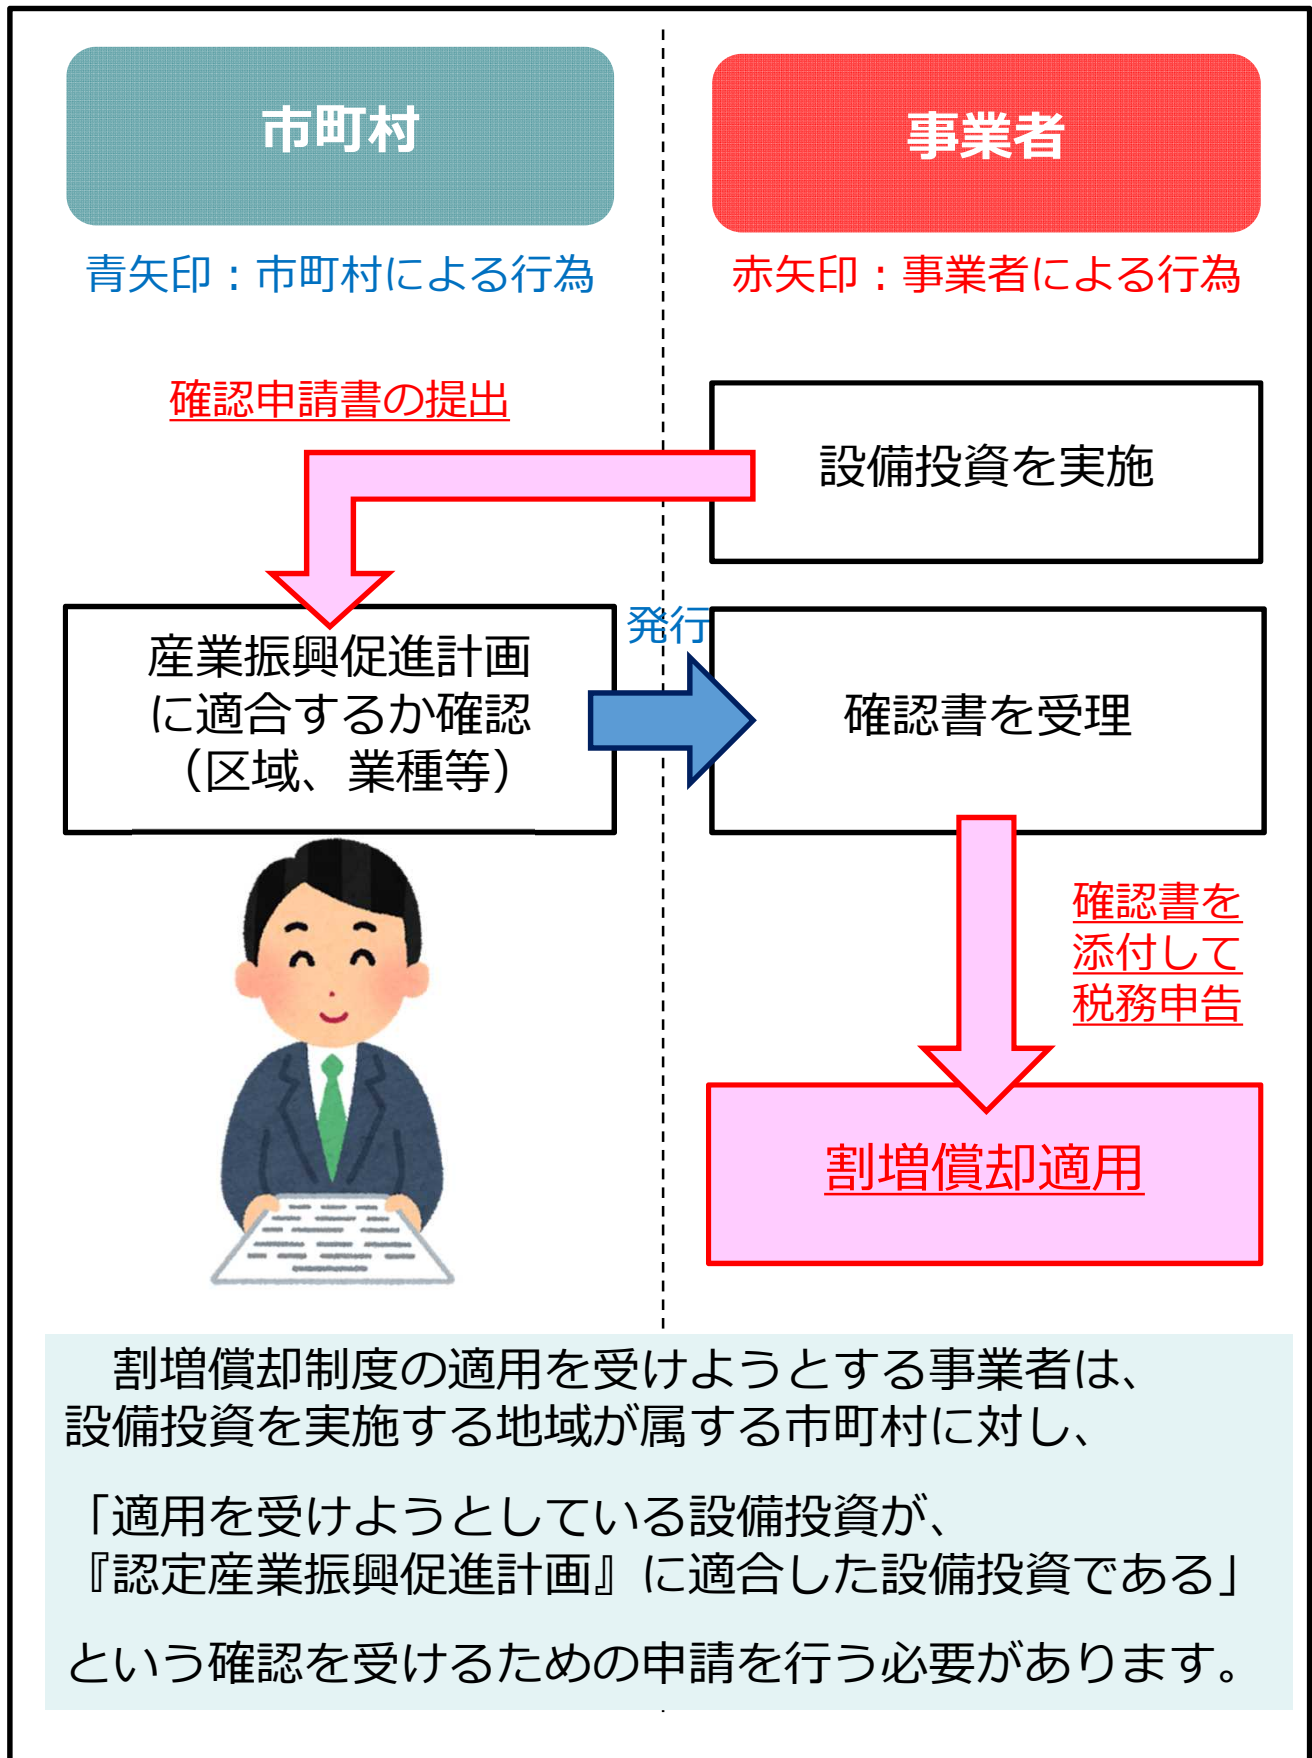 市町村
事業者
青矢印：市町村による行為
赤矢印：事業者による行為
確認申請書の提出
設備投資を実施
産業振興促進計画
に適合するか確認
（区域、業種等）
発行
確認書を受理
確認書を
添付して
税務申告
割増償却適用
割増償却制度の適用を受けようとする事業者は、
設備投資を実施する地域が属する市町村に対し、
「適用を受けようとしている設備投資が、
『認定産業振興促進計画』に適合した設備投資である」
という確認を受けるための申請を行う必要があります。